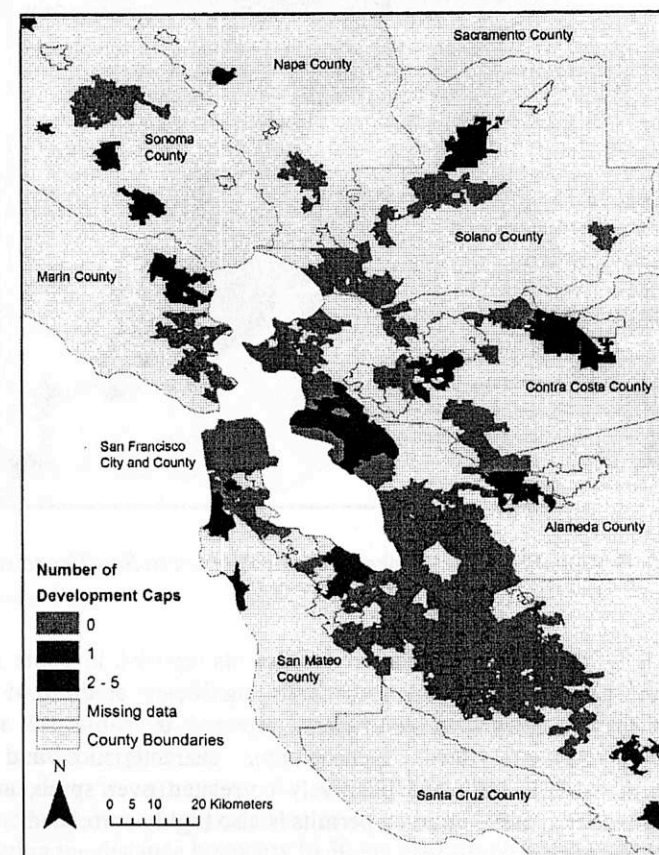 Sacramento County
Napa County
Sonoma
County
Solano County
Marin County
Contra Costa County
San Francisco
City and County
Alameda County
Number of
Development Caps
0
1
2 - 5
Missing data
County Boundaries
San Mateo
County
N
0 5 10 20 Kilometers
Santa Cruz County